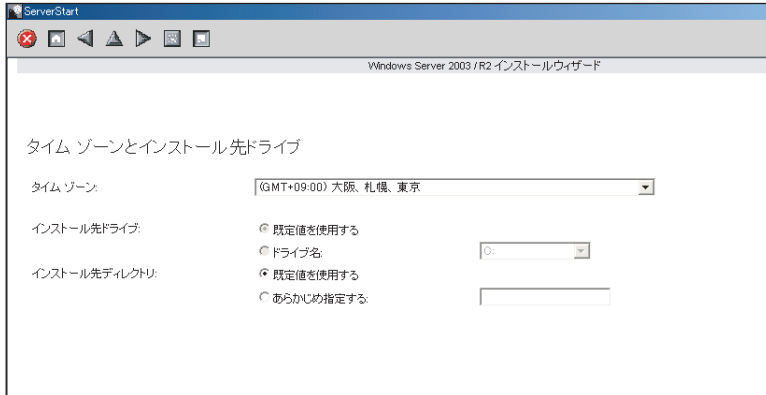 ServerStart
Windows Server 2003 / R2 インストールウィザード
タイム ゾーンとインストール先ドライブ
タイム ゾーン: (GMT+09:00) 大阪、札幌、東京
インストール先ドライブ: 既定値を使用する
ドライブ名: C:
インストール先ディレクトリ: 既定値を使用する
あらかじめ指定する: